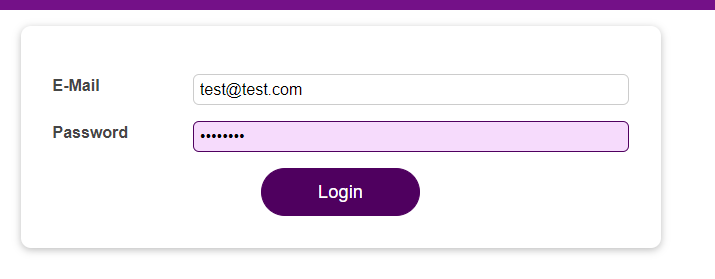 E-Mail test@test.com
Password ••••••••
Login